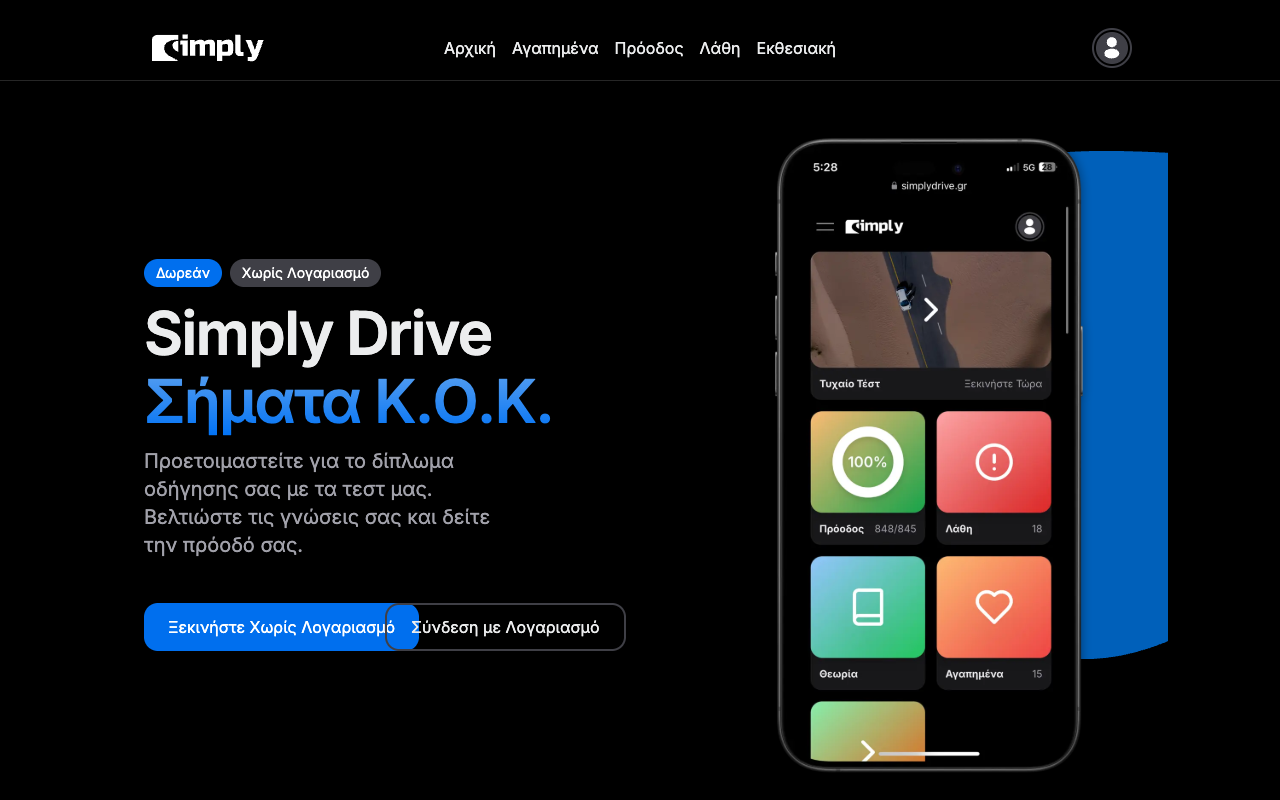 Simply
Αρχική Αγαπημένα Πρόοδος Λάθη Εκθεσιακή
Δωρεάν Χωρίς Λογαριασμό
Simply Drive
Σήματα Κ.Ο.Κ.
Προετοιμαστείτε για το δίπλωμα
οδήγησης σας με τα τεστ μας.
Βελτιώστε τις γνώσεις σας και δείτε
την πρόοδό σας.
Ξεκινήστε Χωρίς Λογαριασμό
Σύνδεση με Λογαριασμό
5:28 5G 28
simplydrive.gr
Simply
Τυχαίο Τέστ Ξεκινήστε Τώρα
100%
Πρόοδος 848/845
Λάθη 18
Θεωρία
Αγαπημένα 15